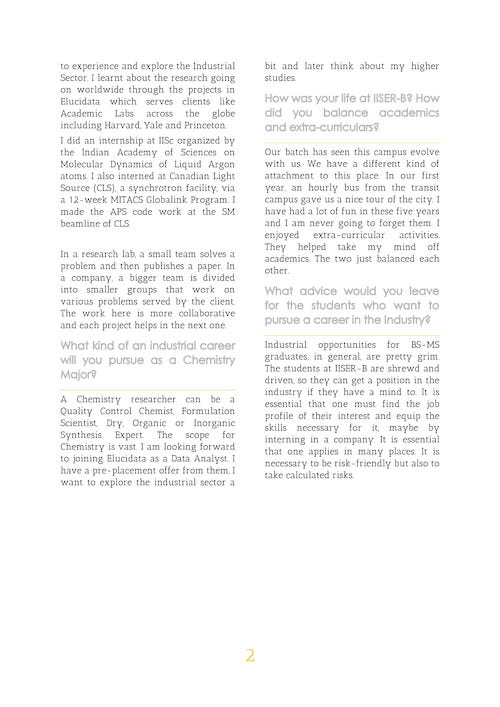 to experience and explore the Industrial
Sector. I learnt about the research going
on worldwide through the projects in
Elucidata which serves clients like
Academic Labs across the globe
including Harvard, Yale and Princeton.
I did an internship at IISc organized by
the Indian Academy of Sciences on
Molecular Dynamics of Liquid Argon
atoms. I also interned at Canadian Light
Source (CLS), a synchrotron facility, via
a 12-week MITACS Globalink Program. I
made the APS code work at the SM
beamline of CLS.
In a research lab, a small team solves a
problem and then publishes a paper. In
a company, a bigger team is divided
into smaller groups that work on
various problems served by the client.
The work here is more collaborative
and each project helps in the next one.
What kind of an industrial career
will you pursue as a Chemistry
Major?
A Chemistry researcher can be a
Quality Control Chemist, Formulation
Scientist, Dry, Organic or Inorganic
Synthesis Expert. The scope for
Chemistry is vast. I am looking forward
to joining Elucidata as a Data Analyst. I
have a pre-placement offer from them, I
want to explore the industrial sector a
bit and later think about my higher
studies.
How was your life at IISER-B? How
did you balance academics
and extra-curriculars?
Our batch has seen this campus evolve
with us. We have a different kind of
attachment to this place. In our first
year, an hourly bus from the transit
campus gave us a nice tour of the city. I
have had a lot of fun in these five years
and I am never going to forget them. I
enjoyed extra-curricular activities.
They helped take my mind off
academics. The two just balanced each
other.
What advice would you leave
for the students who want to
pursue a career in the Industry?
Industrial opportunities for BS-MS
graduates, in general, are pretty grim.
The students at IISER-B are shrewd and
driven, so they can get a position in the
industry if they have a mind to. It is
essential that one must find the job
profile of their interest and equip the
skills necessary for it, maybe by
interning in a company. It is essential
that one applies in many places. It is
necessary to be risk-friendly but also to
take calculated risks.
2